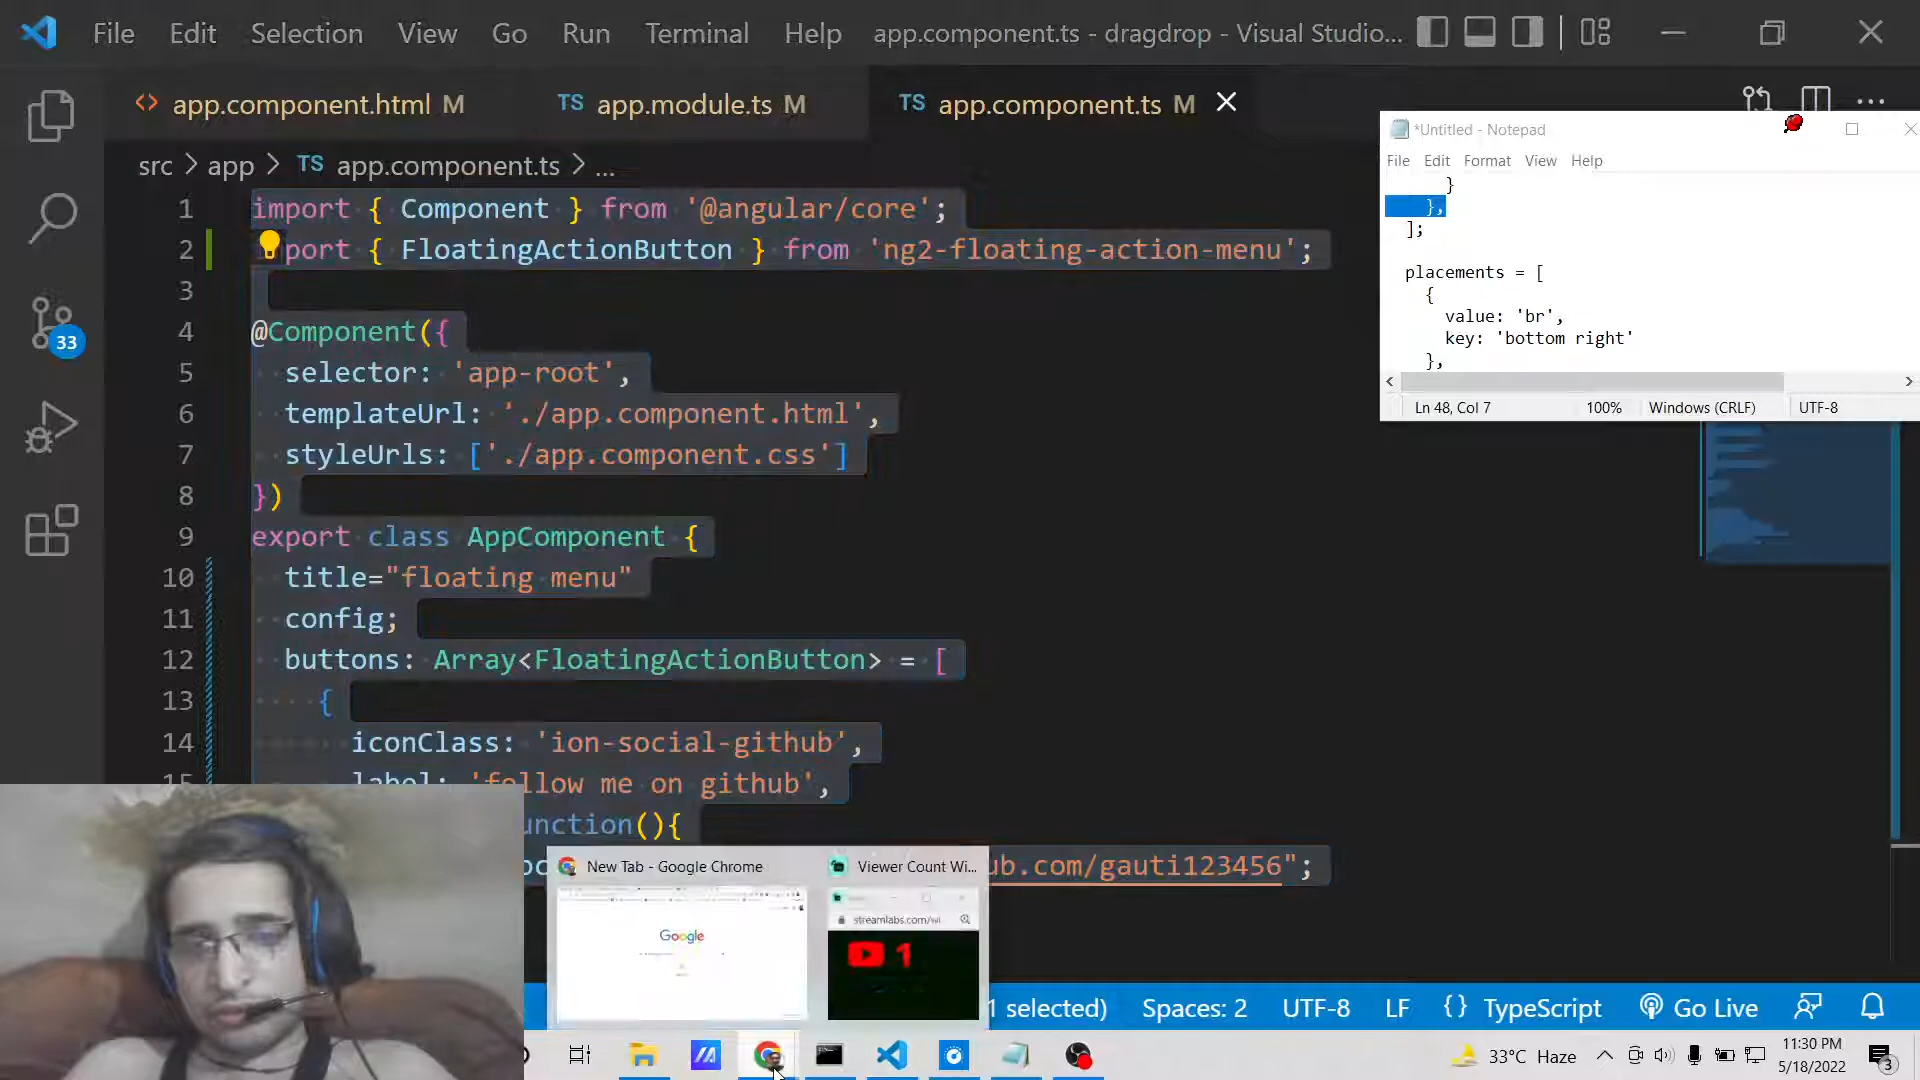 File Edit Selection View Go Run Terminal Help app.component.ts - dragdrop - Visual Studio...
app.component.html M
TS app.module.ts M
TS app.component.ts M
src > app > TS app.component.ts > ...
1 import { Component } from '@angular/core';
2 port { FloatingActionButton } from 'ng2-floating-action-menu';
3
4 @Component({
5 selector: 'app-root',
6 templateUrl: './app.component.html',
7 styleUrls: ['./app.component.css']
8 })
9 export class AppComponent {
10 title="floating menu"
11 config;
12 buttons: Array<FloatingActionButton> = [
13 {
14 iconClass: 'ion-social-github',
15 label: 'follow me on github',
unction(){
ub.com/gauti123456";
33
*Untitled - Notepad
File Edit Format View Help
}
},
];
placements = [
{
value: 'br',
key: 'bottom right'
},
Ln 48, Col 7 100% Windows (CRLF) UTF-8
New Tab - Google Chrome
Google
Viewer Count Wi...
streamlabs.com/wi
1
1 selected) Spaces: 2 UTF-8 LF {} TypeScript Go Live
33°C Haze
11:30 PM
5/18/2022
3